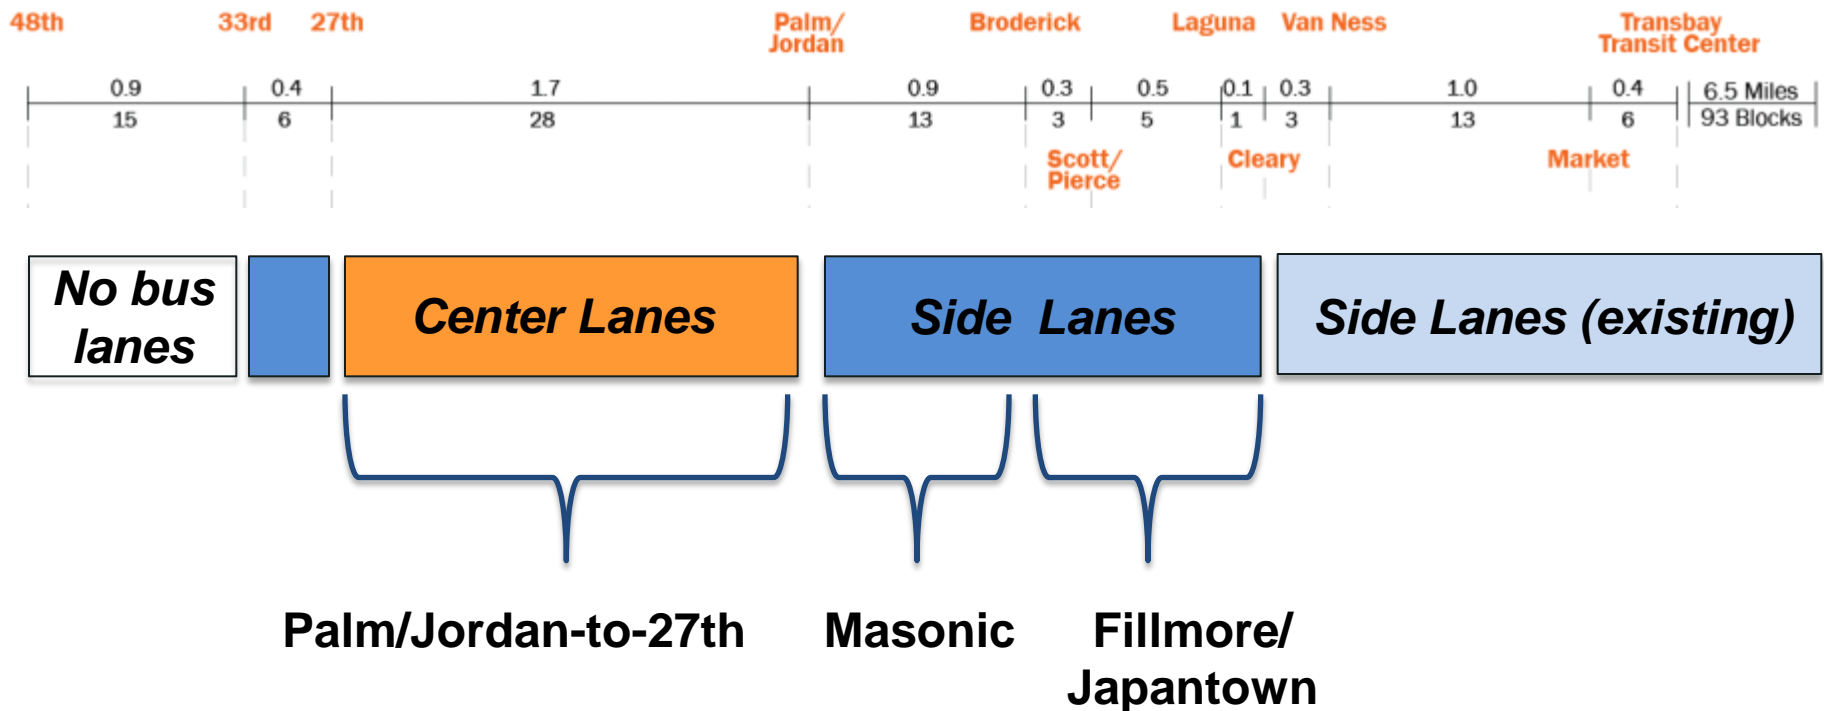 48th 33rd 27th Palm/ Broderick Laguna Van Ness Transbay
Jordan Transit Center
0.9 0.4 1.7 0.9 0.3 0.5 0.1 0.3 1.0 0.4 6.5 Miles
15 6 28 13 3 5 1 3 13 6 93 Blocks
Scott/ Cleary Market
Pierce
No bus
lanes
Center Lanes
Side Lanes
Side Lanes (existing)
Palm/Jordan-to-27th
Masonic
Fillmore/
Japantown